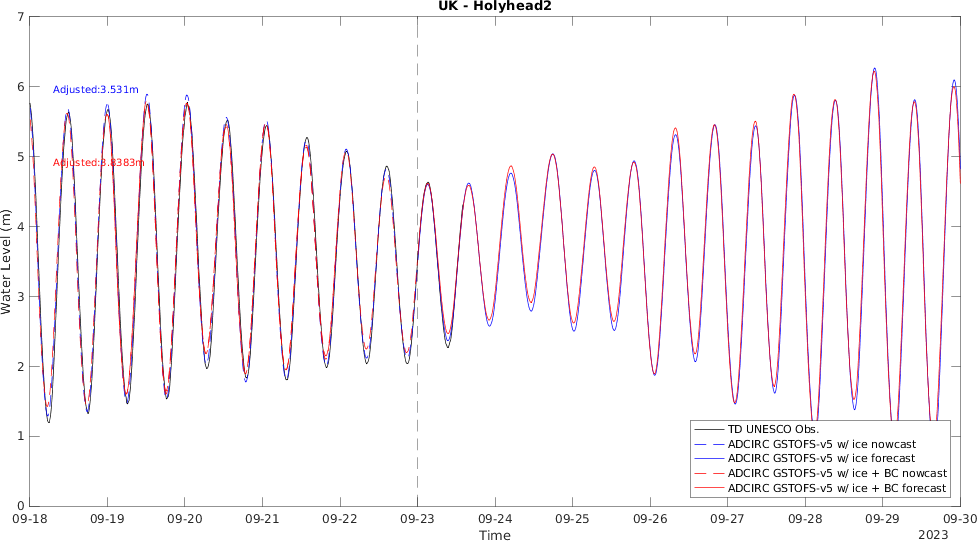 UK - Holyhead2
7
6
5
4
3
2
1
0
Water Level (m)
Adjusted:3.531m
Adjusted:3.8383m
TD UNESCO Obs.
ADCIRC GSTOFS-v5 w/ ice nowcast
ADCIRC GSTOFS-v5 w/ ice forecast
ADCIRC GSTOFS-v5 w/ ice + BC nowcast
ADCIRC GSTOFS-v5 w/ ice + BC forecast
09-18 09-19 09-20 09-21 09-22 09-23 09-24 09-25 09-26 09-27 09-28 09-29 09-30
Time
2023